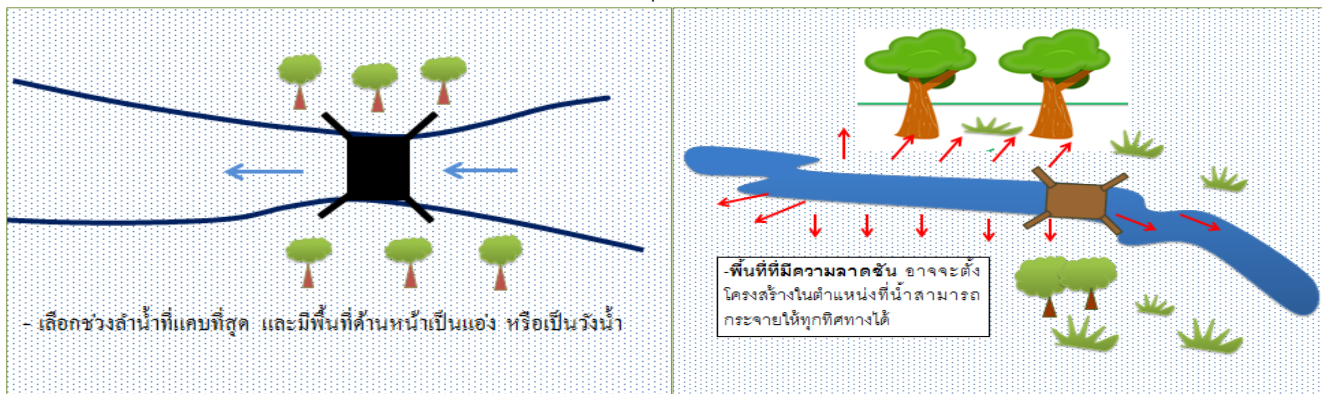 - เลือกช่วงลำน้ำที่แคบที่สุด และมีพื้นที่ด้านหน้าเป็นแอ่ง หรือเป็นวังน้ำ
-พื้นที่ที่มีความลาดชัน อาจจะตั้ง
โครงสร้างในตำแหน่งที่น้ำสามารถ
กระจายให้ทุกทิศทางได้